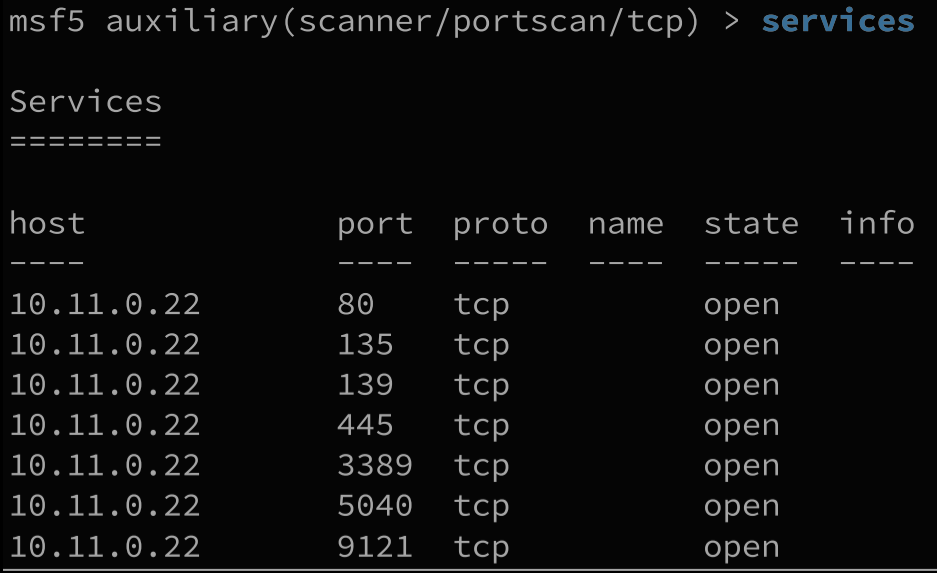 msf5 auxiliary(scanner/portscan/tcp) > services
Services
========
host port proto name state info
---- ---- ----- ---- ----- ----
10.11.0.22 80 tcp open
10.11.0.22 135 tcp open
10.11.0.22 139 tcp open
10.11.0.22 445 tcp open
10.11.0.22 3389 tcp open
10.11.0.22 5040 tcp open
10.11.0.22 9121 tcp open